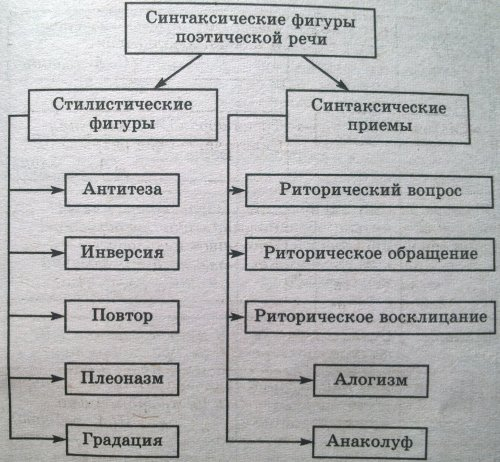 Синтаксические фигуры
поэтической речи
Стилистические
фигуры
Синтаксические
приемы
Антитеза
Инверсия
Повтор
Плеоназм
Градация
Риторический вопрос
Риторическое обращение
Риторическое восклицание
Алогизм
Анаколуф